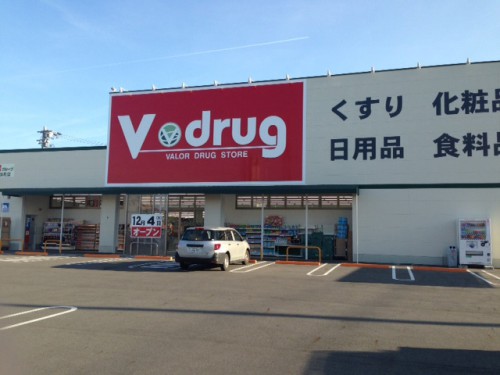 V drug
VALOR DRUG STORE
くすり 化粧品
日用品 食料品
12月4日
オープン